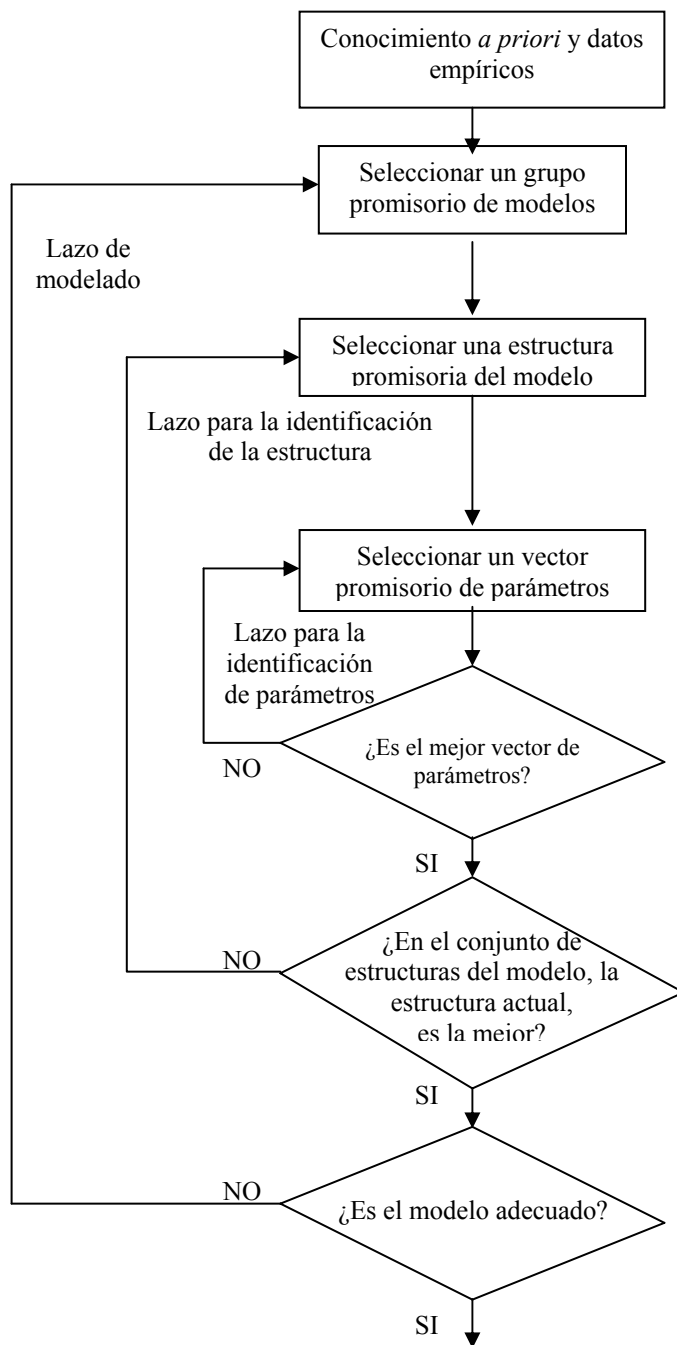 Conocimiento a priori y datos
empíricos
Seleccionar un grupo
promisorio de modelos
Lazo de
modelado
Seleccionar una estructura
promisoria del modelo
Lazo para la identificación
de la estructura
Seleccionar un vector
promisorio de parámetros
Lazo para la
identificación
de parámetros
¿Es el mejor vector de
parámetros?
NO
SI
¿En el conjunto de
estructuras del modelo, la
estructura actual,
es la mejor?
NO
SI
¿Es el modelo adecuado?
NO
SI